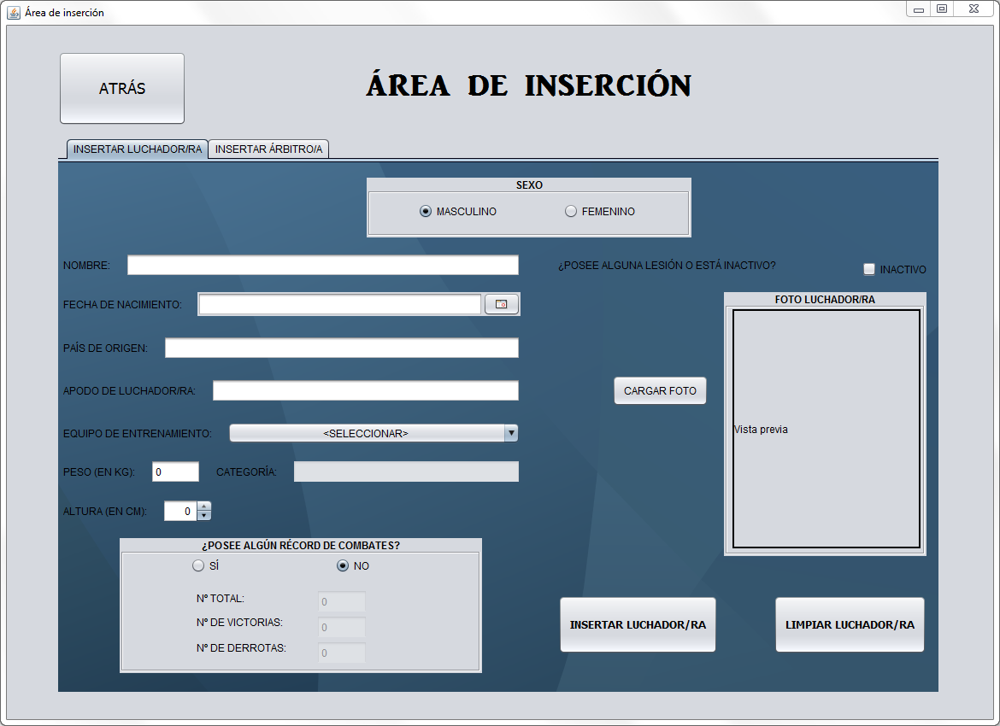 Área de inserción
ATRÁS
ÁREA DE INSERCIÓN
INSERTAR LUCHADOR/RA
INSERTAR ÁRBITRO/A
SEXO
MASCULINO
FEMENINO
NOMBRE:
¿POSEE ALGUNA LESIÓN O ESTÁ INACTIVO?
INACTIVO
FECHA DE NACIMIENTO:
FOTO LUCHADOR/RA
PAÍS DE ORIGEN:
APODO DE LUCHADOR/RA:
CARGAR FOTO
EQUIPO DE ENTRENAMIENTO:
<SELECCIONAR>
Vista previa
PESO (EN KG):
0
CATEGORÍA:
ALTURA (EN CM):
0
¿POSEE ALGÚN RÉCORD DE COMBATES?
SÍ
NO
Nº TOTAL:
0
Nº DE VICTORIAS:
0
Nº DE DERROTAS:
0
INSERTAR LUCHADOR/RA
LIMPIAR LUCHADOR/RA